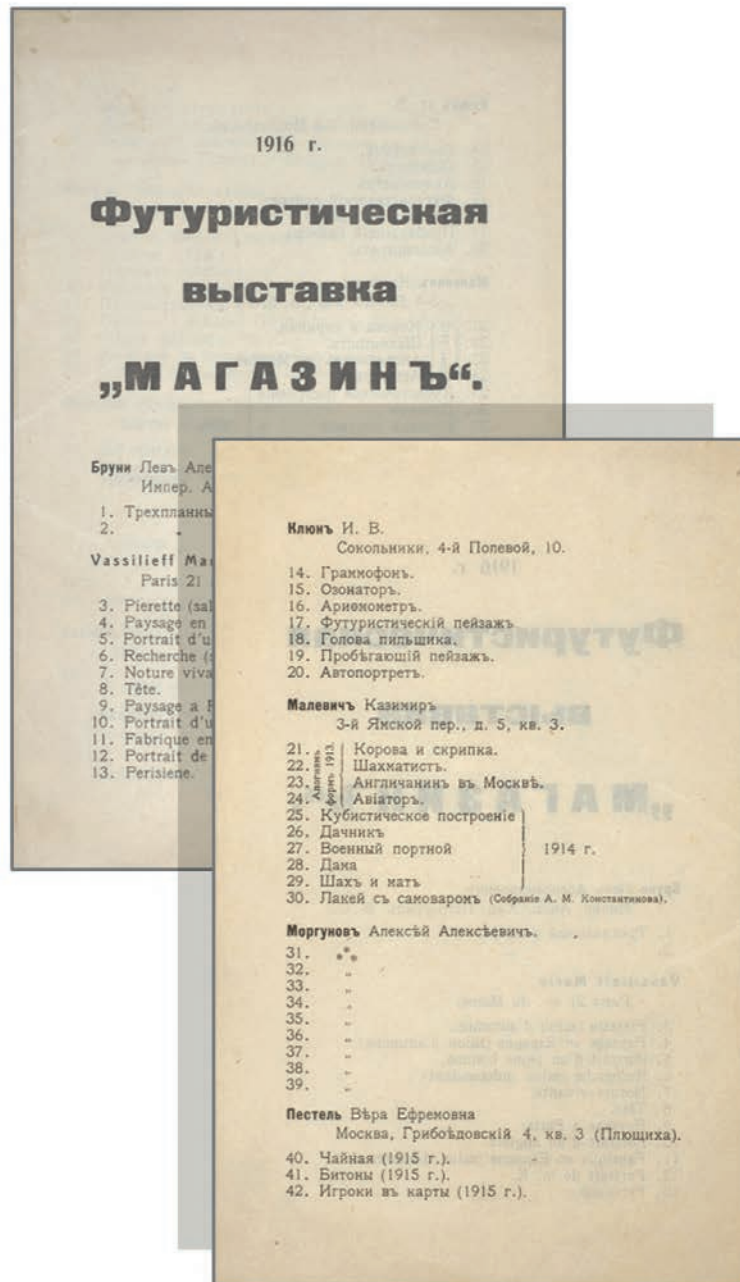 1916 г.
Футуристическая
выставка
„МАГАЗИНЪ“.
Бруни Левъ Але
Импер. А
1. Трехпланны
2. „
Vassilieff Mar
Paris 21
3. Pierette (sal
4. Paysage en
5. Portrait d'u
6. Recherche (s
7. Noture viva
8. Tête.
9. Paysage a F
10. Portrait d'u
11. Fabrique en
12. Portrait de
13. Perisiene.
Клюнъ И. В.
Сокольники, 4-й Полевой, 10.
14. Граммофонъ.
15. Озонаторъ.
16. Ариѳмометръ.
17. Футуристическій пейзажъ
18. Голова пильщика.
19. Пробѣгающій пейзажъ.
20. Автопортретъ.
Малевичъ Казимиръ
3-й Ямской пер., д. 5, кв. 3.
Алогизмъ
формъ 1913.
21. Корова и скрипка.
22. Шахматистъ.
23. Англичанинъ въ Москвѣ.
24. Авіаторъ.
25. Кубистическое построеніе
26. Дачникъ
27. Военный портной 1914 г.
28. Дама
29. Шахъ и матъ
30. Лакей съ самоваромъ (Собраніе А. М. Константинова).
Моргуновъ Алексѣй Алексѣевичъ.
31. ⁂
32. „
33. „
34. „
35. „
36. „
37. „
38. „
39. „
Пестель Вѣра Ефремовна
Москва, Грибоѣдовскій 4, кв. 3 (Плющиха).
40. Чайная (1915 г.).
41. Битоны (1915 г.).
42. Игроки въ карты (1915 г.).